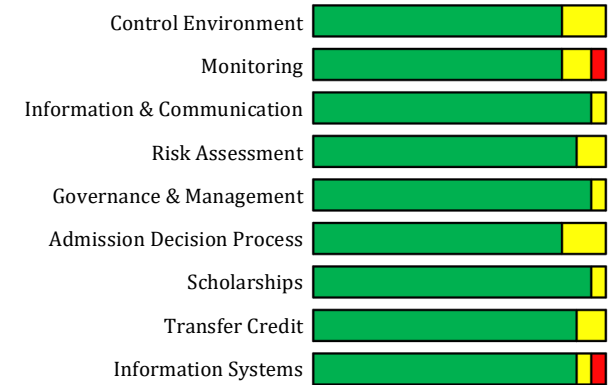 Control Environment
Monitoring
Information & Communication
Risk Assessment
Governance & Management
Admission Decision Process
Scholarships
Transfer Credit
Information Systems